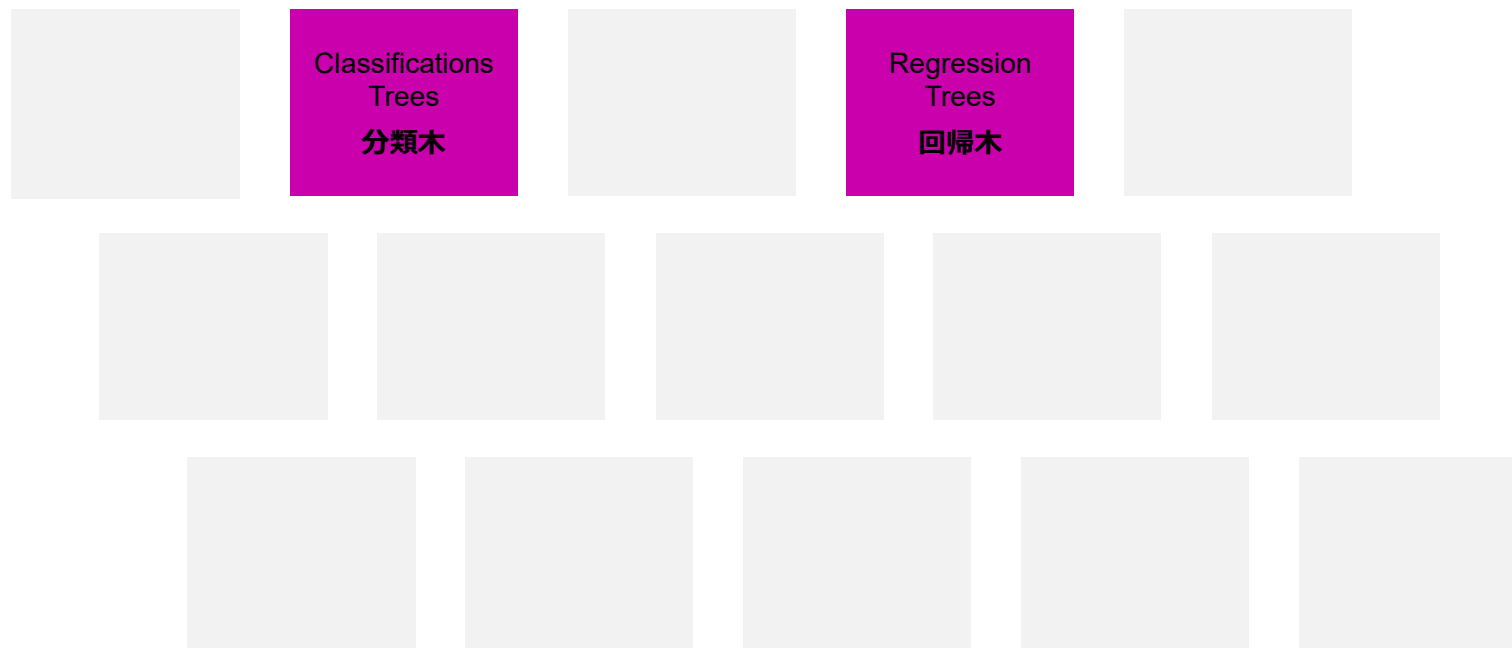 Classifications
Trees
分類木
Regression
Trees
回帰木